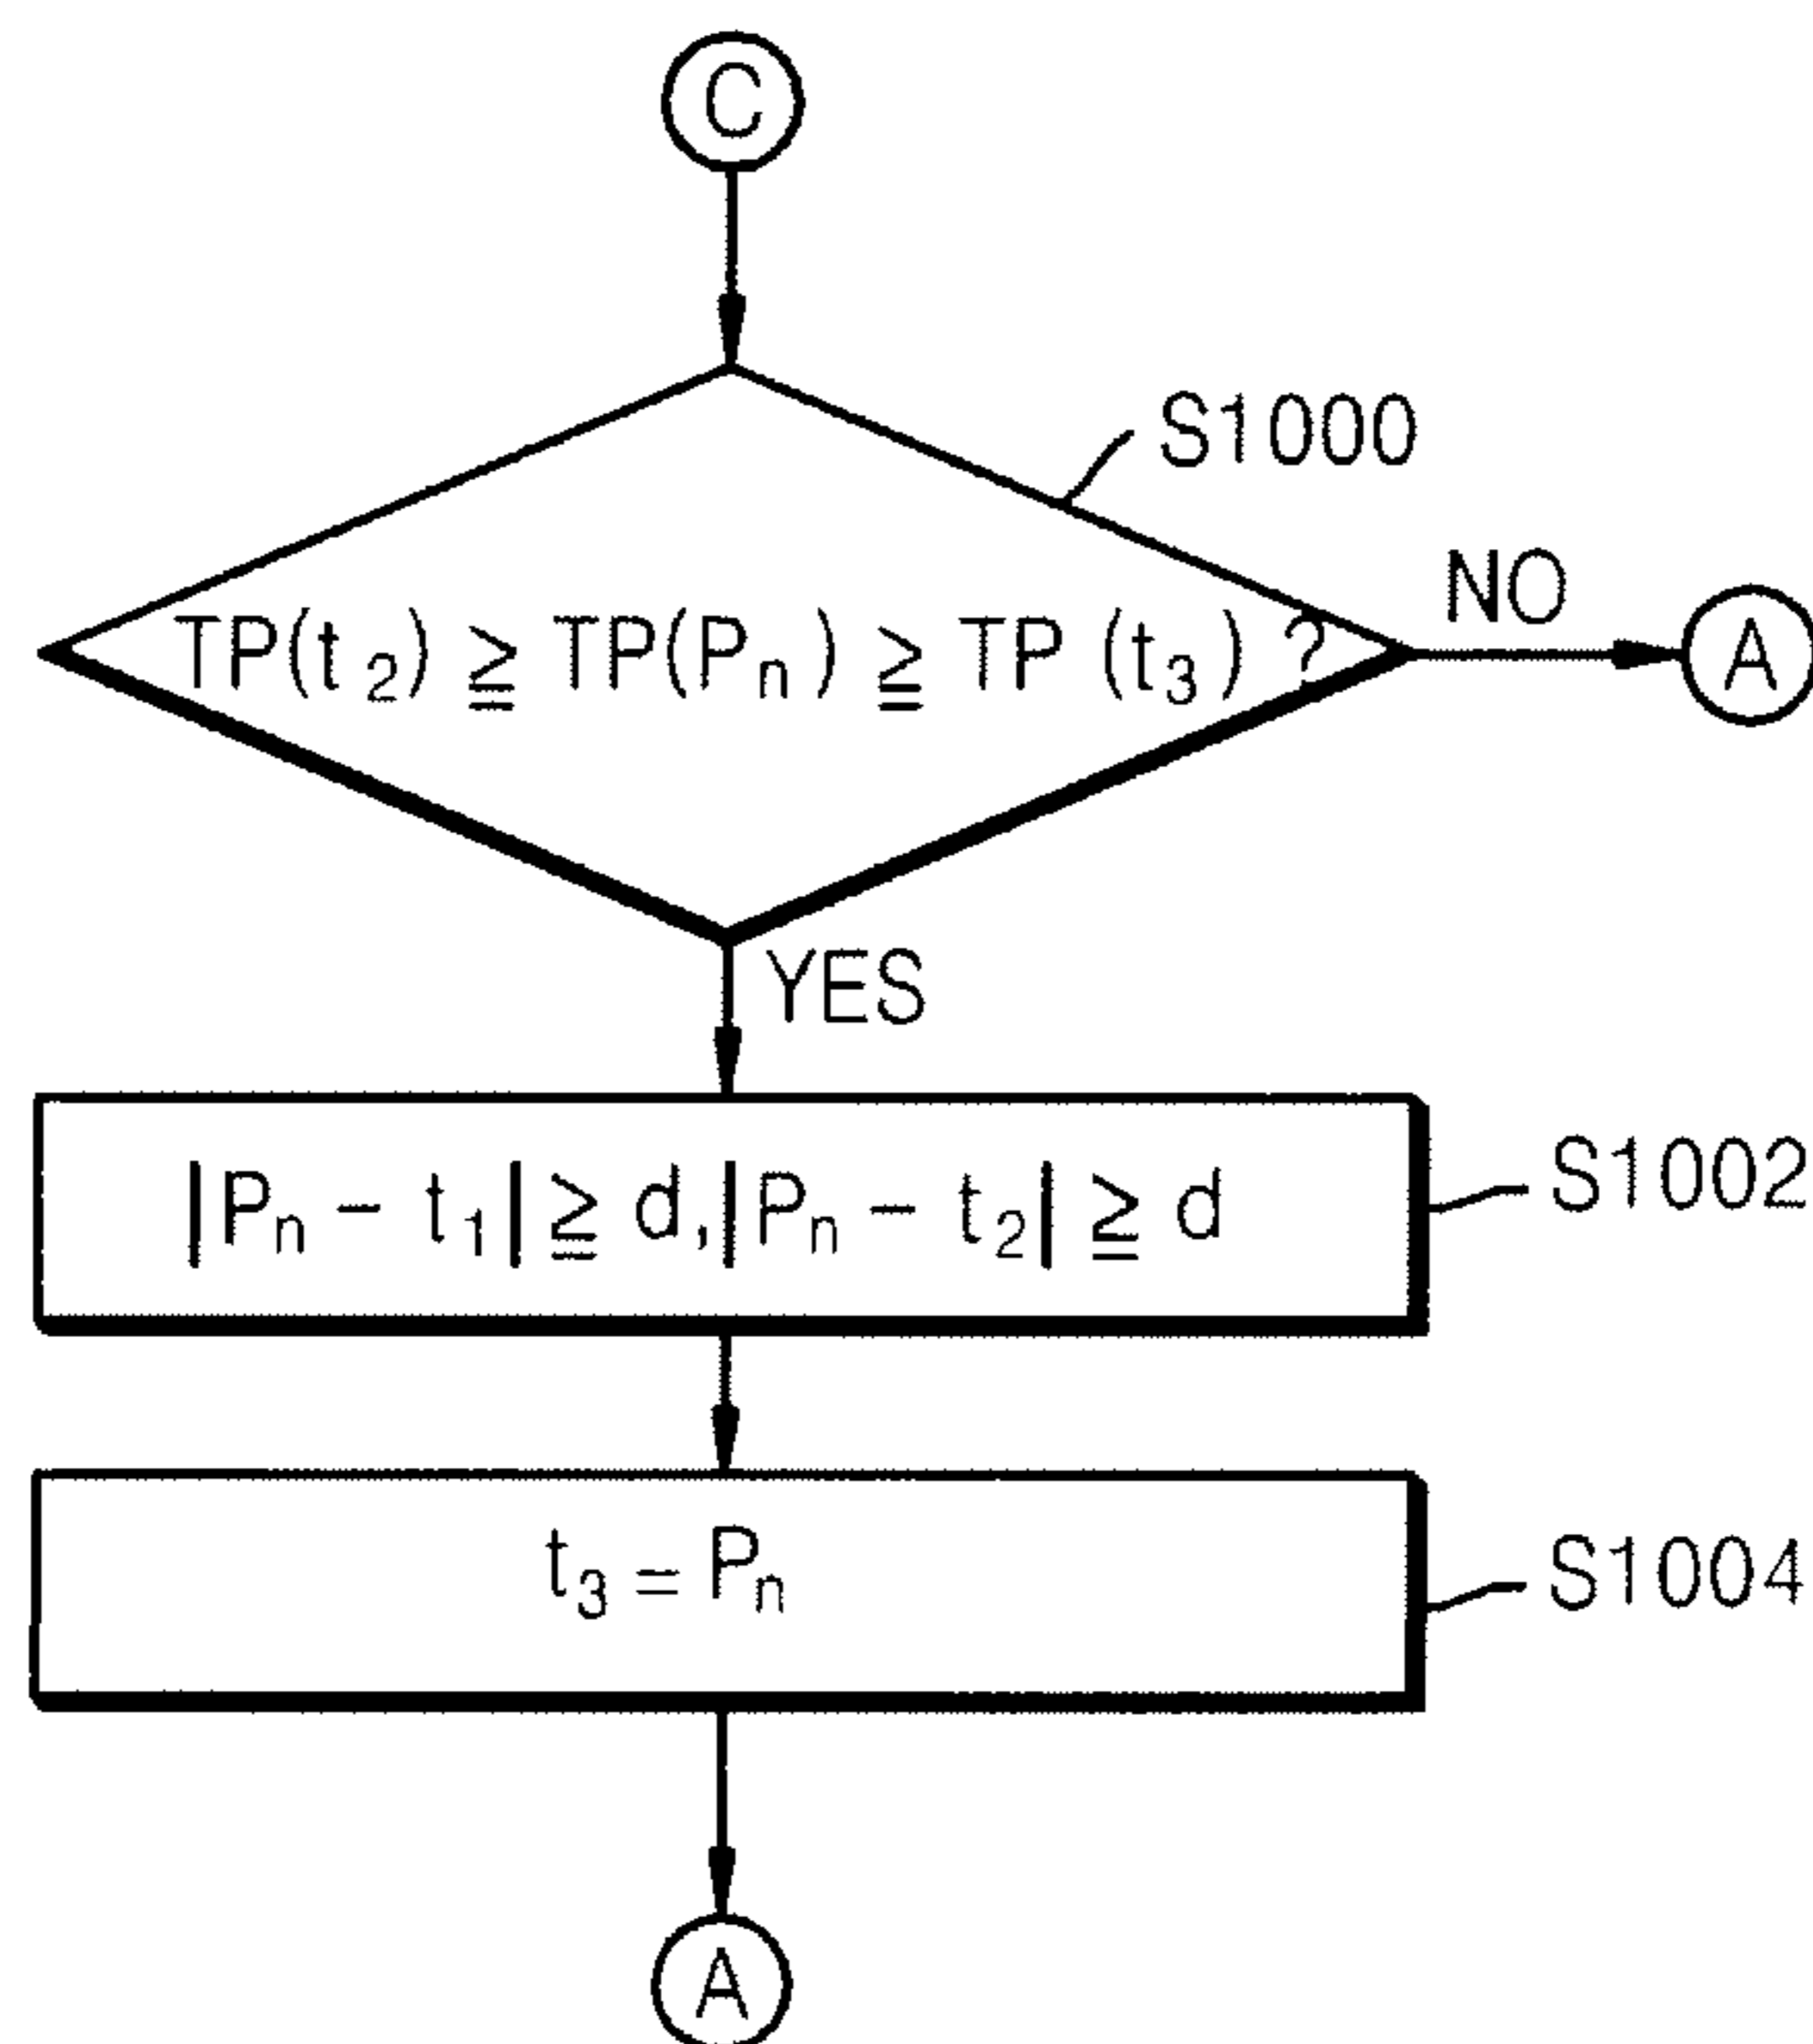 C
S1000
NO
TP(t₂) ≧ TP(Pₙ) ≧ TP (t₃) ?
A
YES
|Pₙ − t₁| ≧ d, |Pₙ − t₂| ≧ d
S1002
t₃ = Pₙ
S1004
A